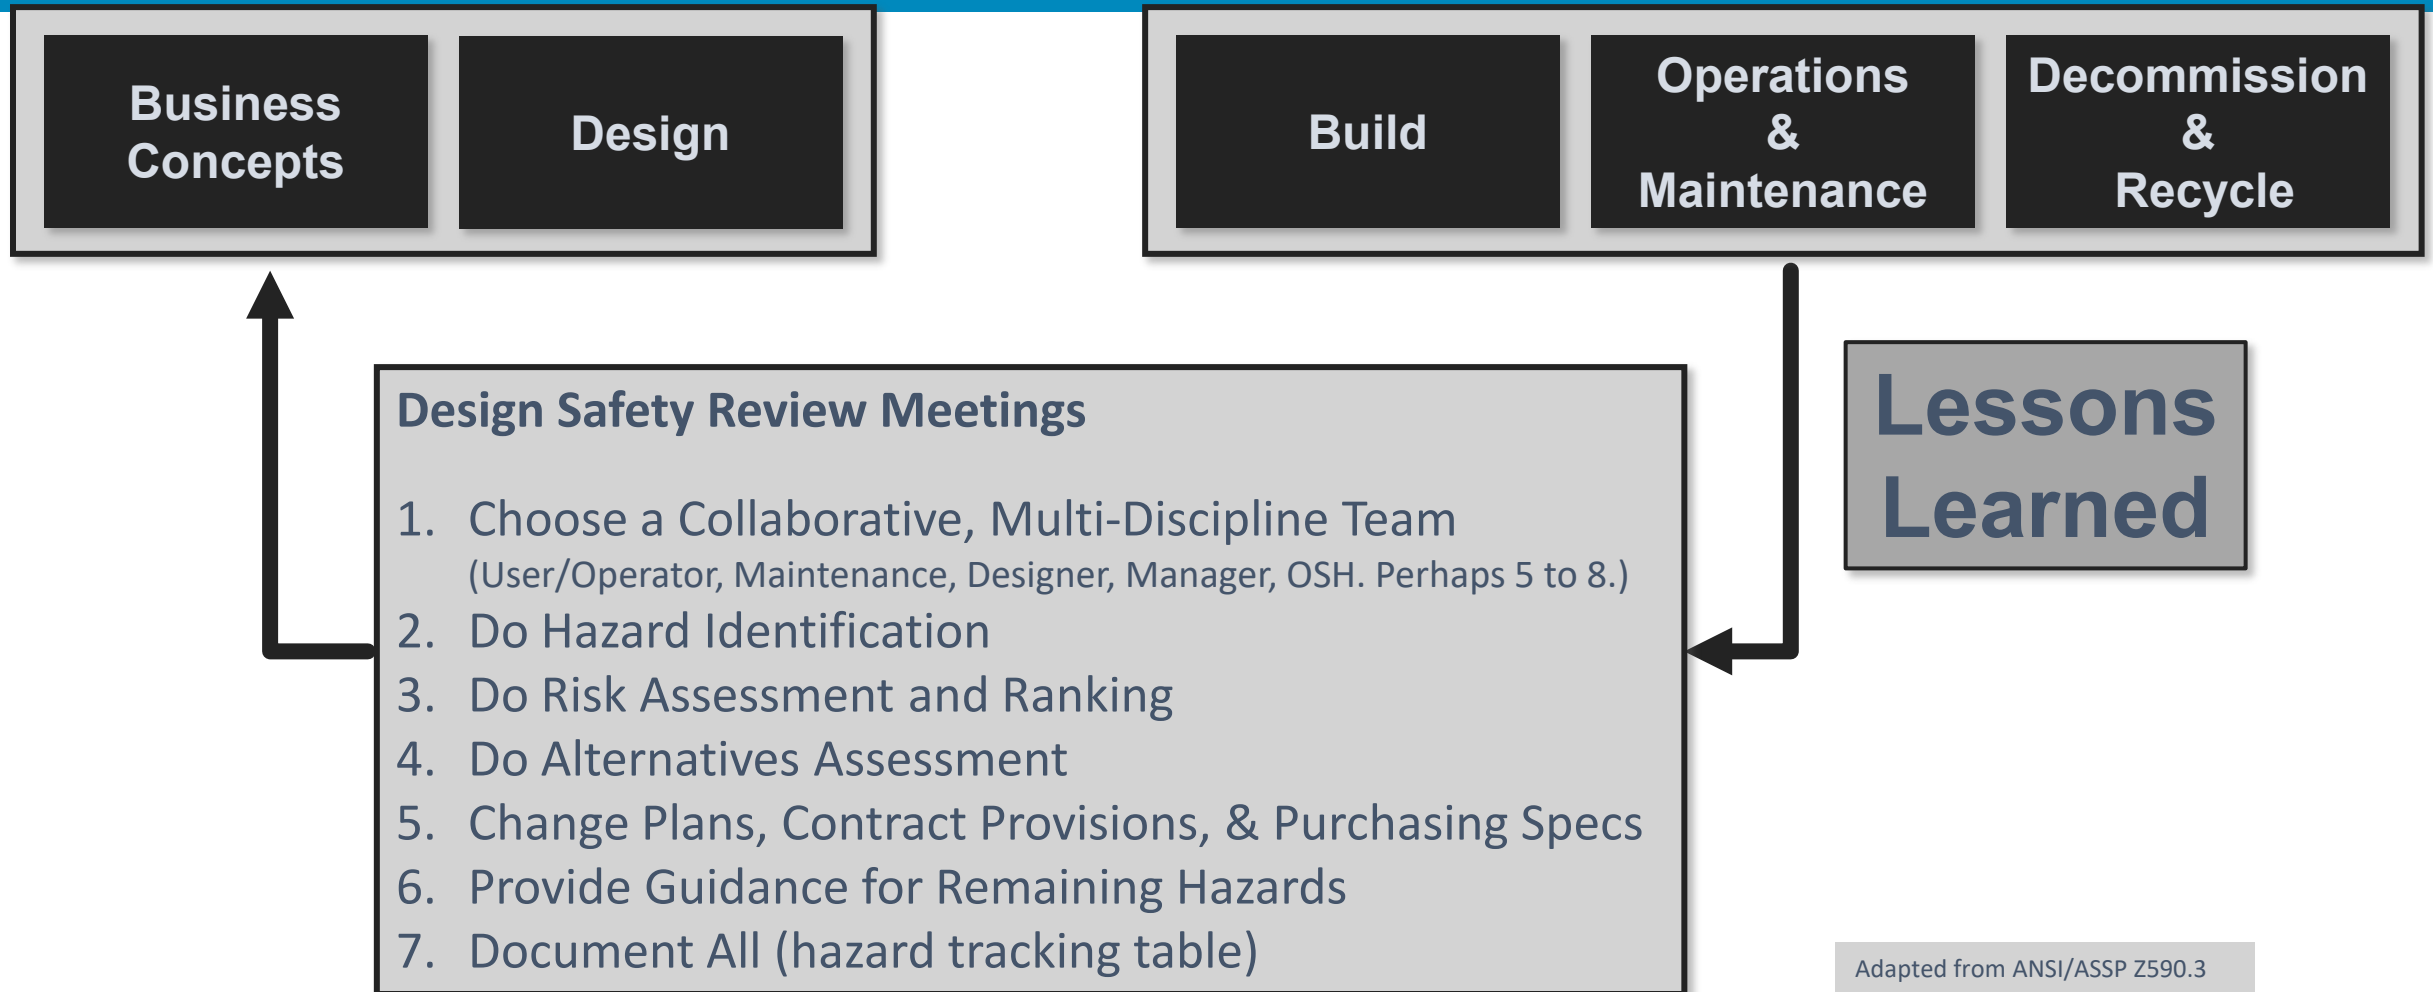 Business
Concepts
Design
Build
Operations
&
Maintenance
Decommission
&
Recycle
Design Safety Review Meetings
1. Choose a Collaborative, Multi-Discipline Team
(User/Operator, Maintenance, Designer, Manager, OSH. Perhaps 5 to 8.)
2. Do Hazard Identification
3. Do Risk Assessment and Ranking
4. Do Alternatives Assessment
5. Change Plans, Contract Provisions, & Purchasing Specs
6. Provide Guidance for Remaining Hazards
7. Document All (hazard tracking table)
Lessons
Learned
Adapted from ANSI/ASSP Z590.3